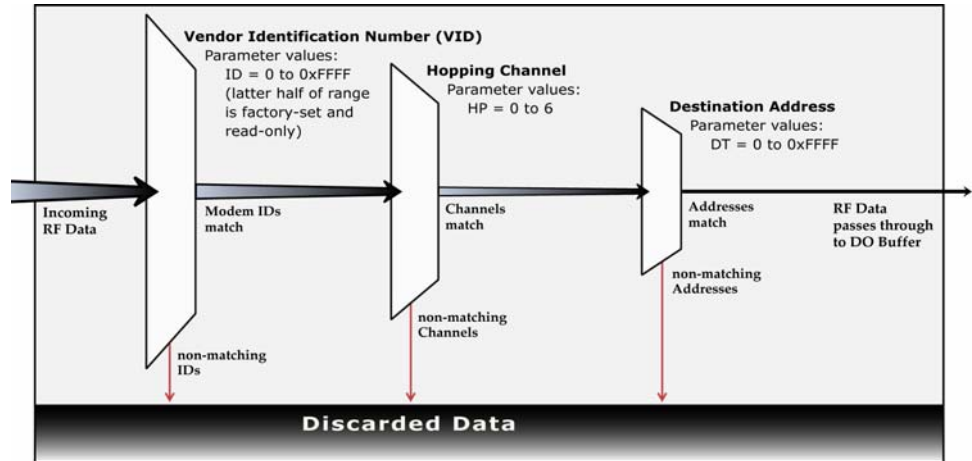 Vendor Identification Number (VID)
Parameter values:
ID = 0 to 0xFFFF
(latter half of range
is factory-set and
read-only)
Hopping Channel
Parameter values:
HP = 0 to 6
Destination Address
Parameter values:
DT = 0 to 0xFFFF
Incoming
RF Data
Modem IDs
match
Channels
match
Addresses
match
RF Data
passes through
to DO Buffer
non-matching
IDs
non-matching
Channels
non-matching
Addresses
Discarded Data